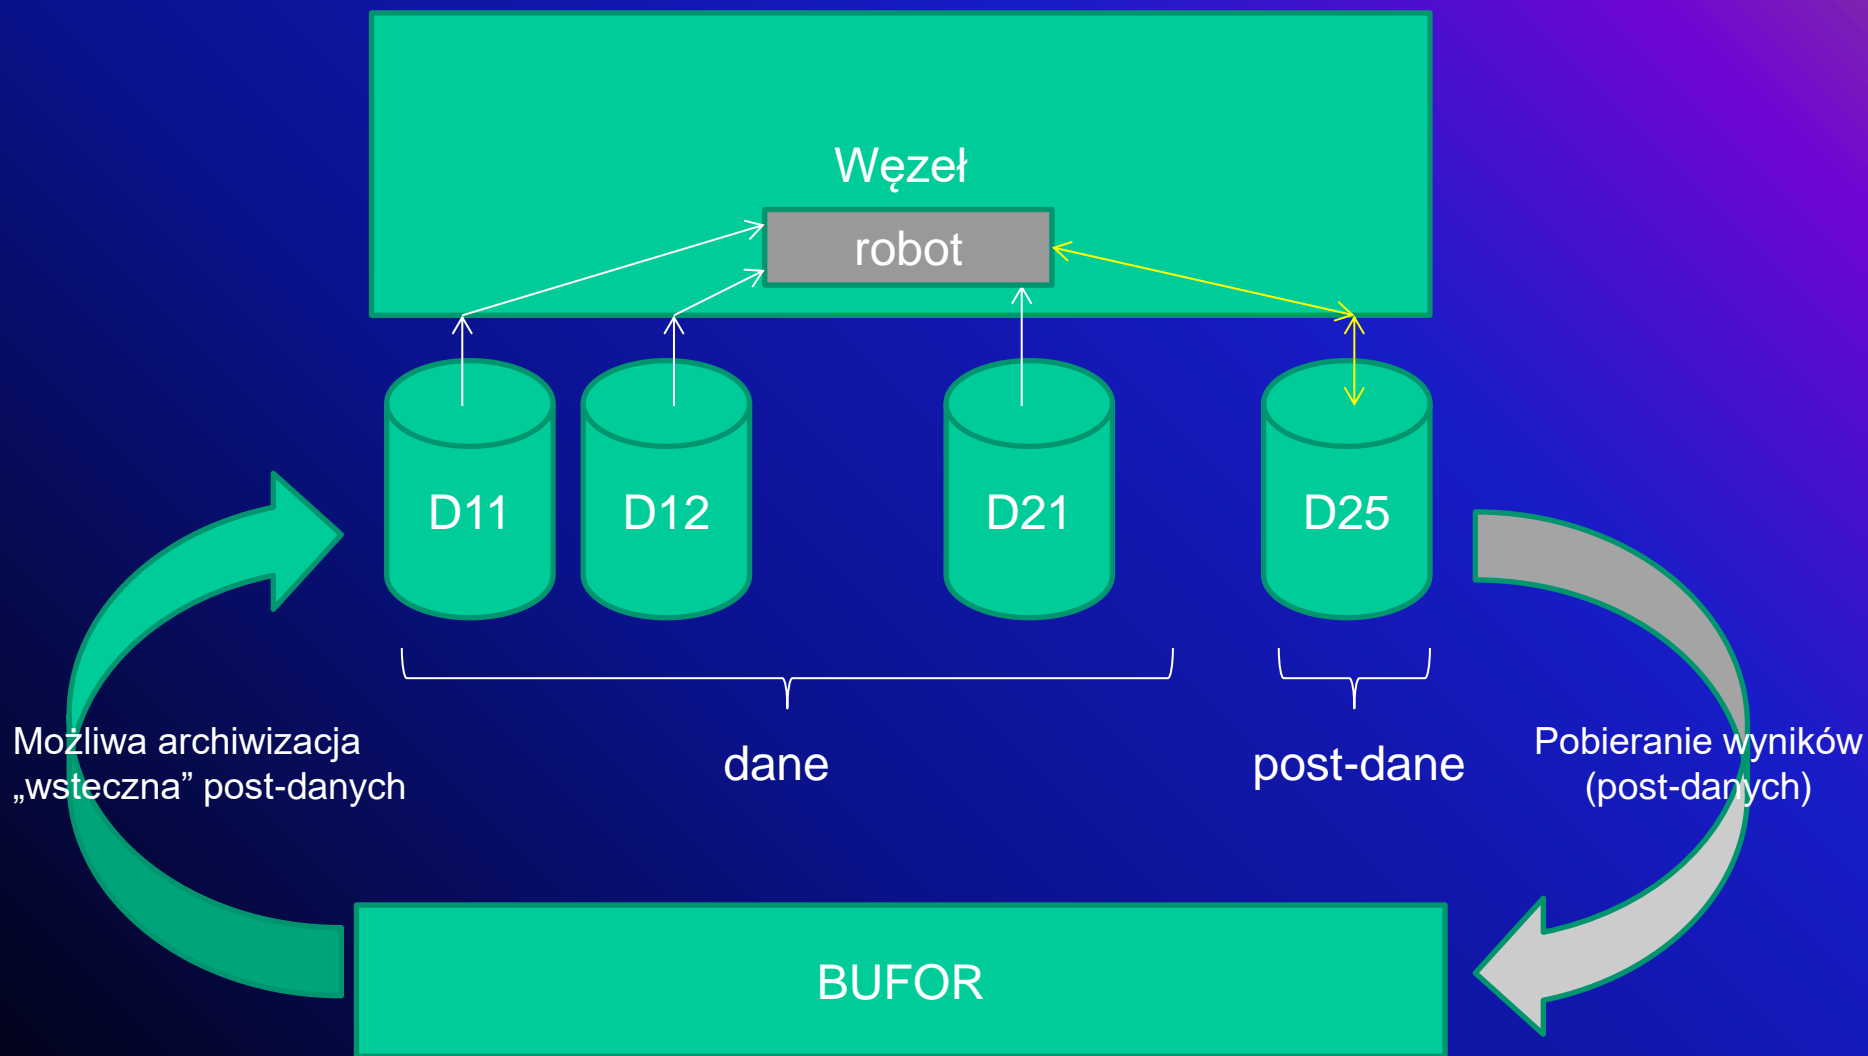 Węzeł
robot
D11
D12
D21
D25
Możliwa archiwizacja
„wsteczna” post-danych
dane
post-dane
Pobieranie wyników
(post-danych)
BUFOR